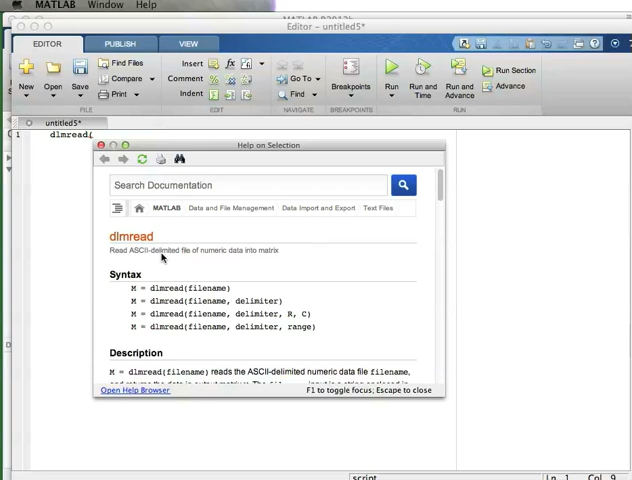 MATLAB Window Help
Editor – untitled5*
EDITOR PUBLISH VIEW
New Open Save Find Files Compare Print FILE
Insert Comment Indent fx EDIT
Go To Find NAVIGATE
Breakpoints BREAKPOINTS
Run Run and Time Run and Advance Run Section Advance RUN
untitled5*
1 dlmread(
Help on Selection
Search Documentation
MATLAB Data and File Management Data Import and Export Text Files
dlmread
Read ASCII-delimited file of numeric data into matrix
Syntax
M = dlmread(filename)
M = dlmread(filename, delimiter)
M = dlmread(filename, delimiter, R, C)
M = dlmread(filename, delimiter, range)
Description
M = dlmread(filename) reads the ASCII-delimited numeric data file filename,
Open Help Browser F1 to toggle focus; Escape to close
script Ln 1 Col 9